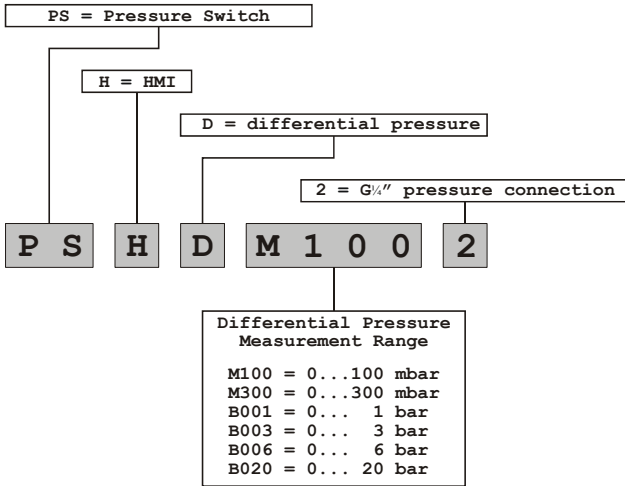 PS = Pressure Switch
H = HMI
D = differential pressure
2 = G¼" pressure connection
P S H D M 1 0 0 2
Differential Pressure
Measurement Range
M100 = 0...100 mbar
M300 = 0...300 mbar
B001 = 0... 1 bar
B003 = 0... 3 bar
B006 = 0... 6 bar
B020 = 0... 20 bar